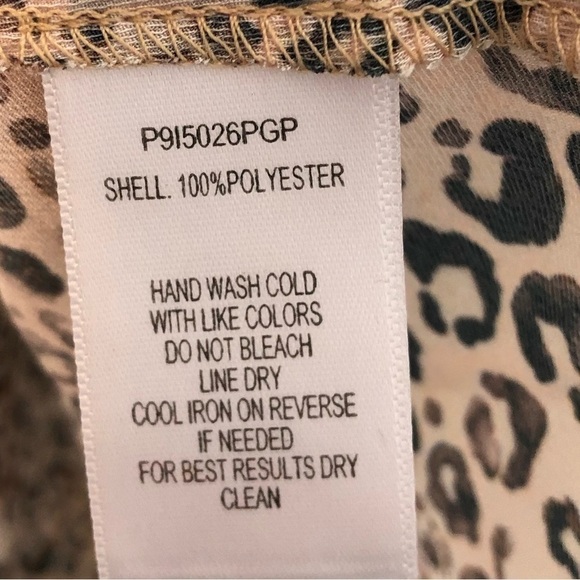 P9I5026PGP
SHELL. 100%POLYESTER
HAND WASH COLD
WITH LIKE COLORS
DO NOT BLEACH
LINE DRY
COOL IRON ON REVERSE
IF NEEDED
FOR BEST RESULTS DRY
CLEAN